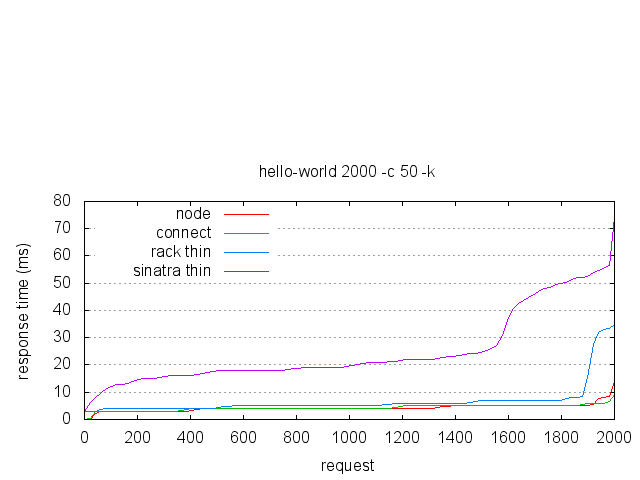 hello-world 2000 -c 50 -k
response time (ms)
80
70
60
50
40
30
20
10
0
node
connect
rack thin
sinatra thin
0 200 400 600 800 1000 1200 1400 1600 1800 2000
request